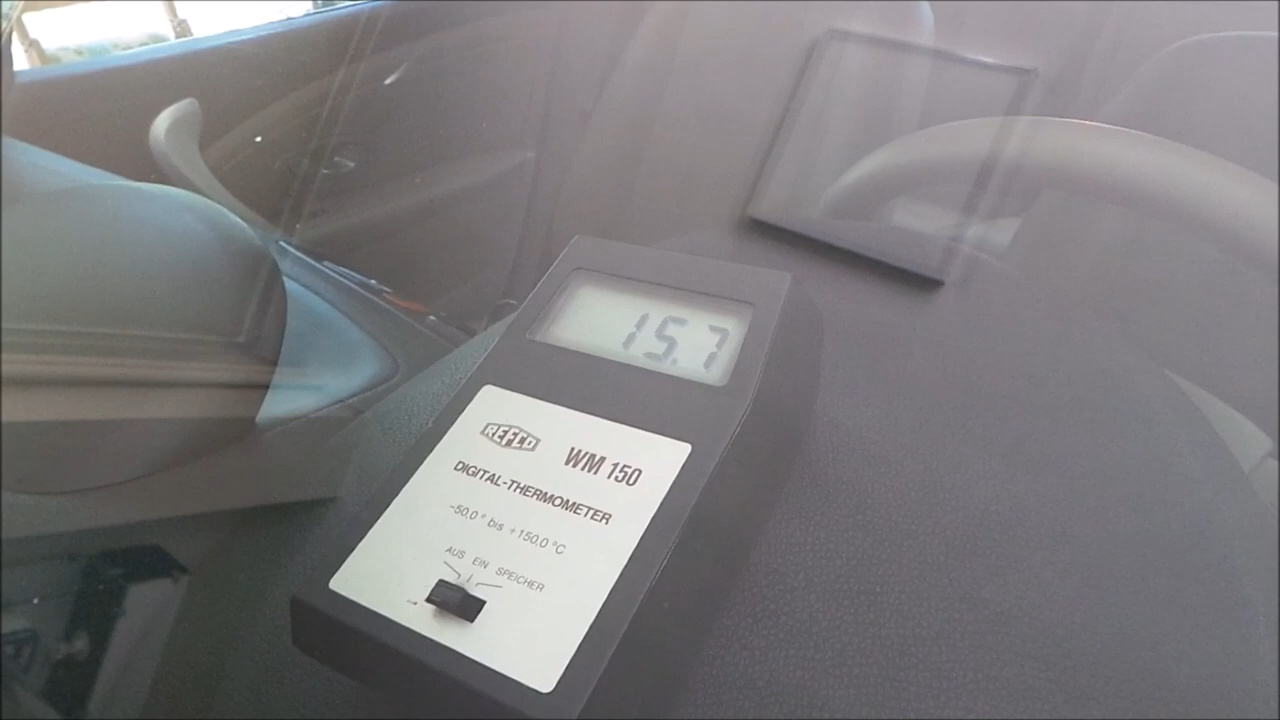 15.7
REFCO
WM 150
DIGITAL-THERMOMETER
-50,0° bis +150,0 °C
AUS EIN SPEICHER